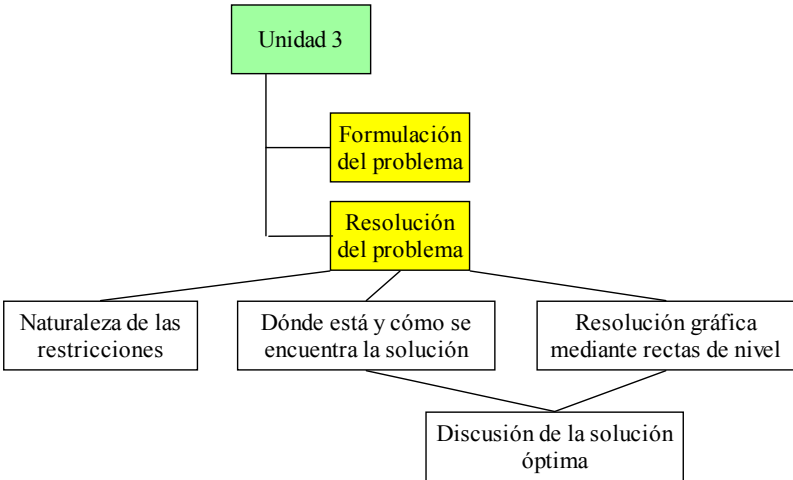 Unidad 3
Formulación
del problema
Resolución
del problema
Naturaleza de las
restricciones
Dónde está y cómo se
encuentra la solución
Resolución gráfica
mediante rectas de nivel
Discusión de la solución
óptima